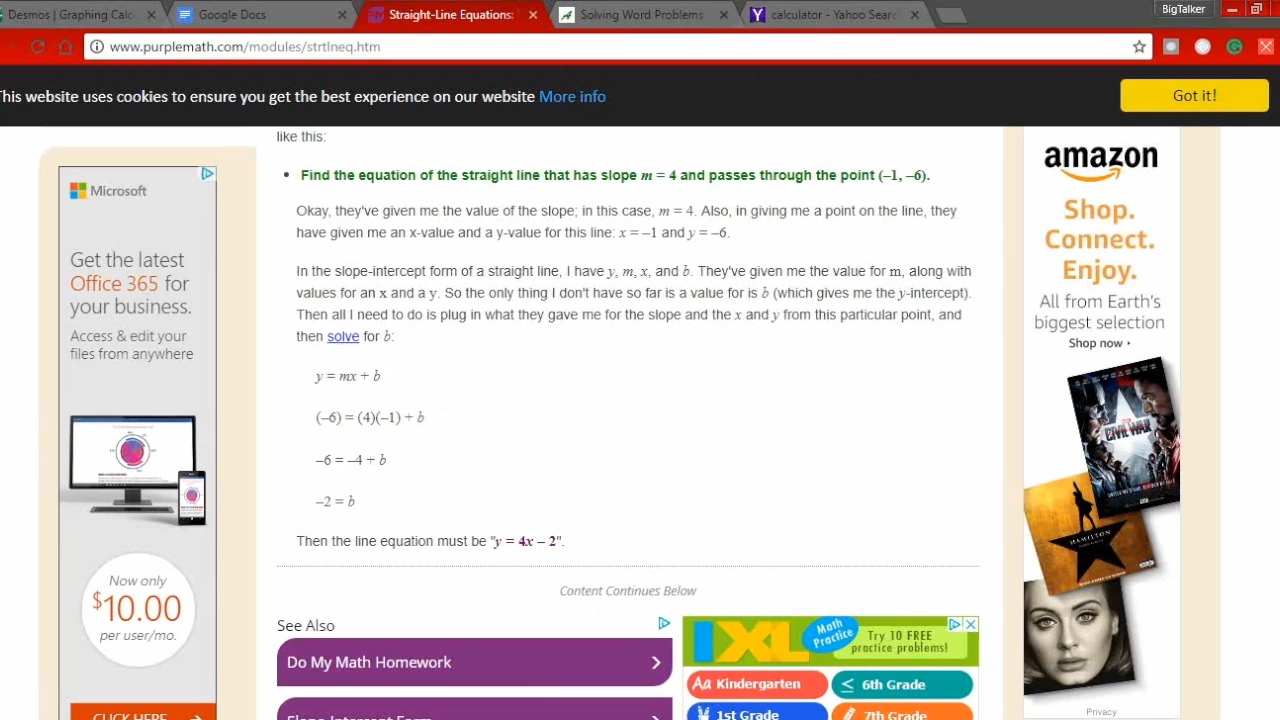 Desmos | Graphing Calc
Google Docs
Straight-Line Equations:
Solving Word Problems
calculator - Yahoo Searc
BigTalker
www.purplemath.com/modules/strtlneq.htm
This website uses cookies to ensure you get the best experience on our website More info
Got it!
like this:
Find the equation of the straight line that has slope m = 4 and passes through the point (–1, –6).
Okay, they've given me the value of the slope; in this case, m = 4. Also, in giving me a point on the line, they
have given me an x-value and a y-value for this line: x = –1 and y = –6.
In the slope-intercept form of a straight line, I have y, m, x, and b. They've given me the value for m, along with
values for an x and a y. So the only thing I don't have so far is a value for is b (which gives me the y-intercept).
Then all I need to do is plug in what they gave me for the slope and the x and y from this particular point, and
then solve for b:
y = mx + b
(–6) = (4)(–1) + b
–6 = –4 + b
–2 = b
Then the line equation must be "y = 4x – 2".
Content Continues Below
See Also
Do My Math Homework
Slope Intercept Form
IXL
Math
Practice
Try 10 FREE
practice problems!
Aa Kindergarten
≤ 6th Grade
1st Grade
7th Grade
Microsoft
Get the latest
Office 365 for
your business.
Access & edit your
files from anywhere
Now only
$10.00
per user/mo.
CLICK HERE
amazon
Shop.
Connect.
Enjoy.
All from Earth's
biggest selection
Shop now
CIVIL WAR
HAMILTON
Privacy